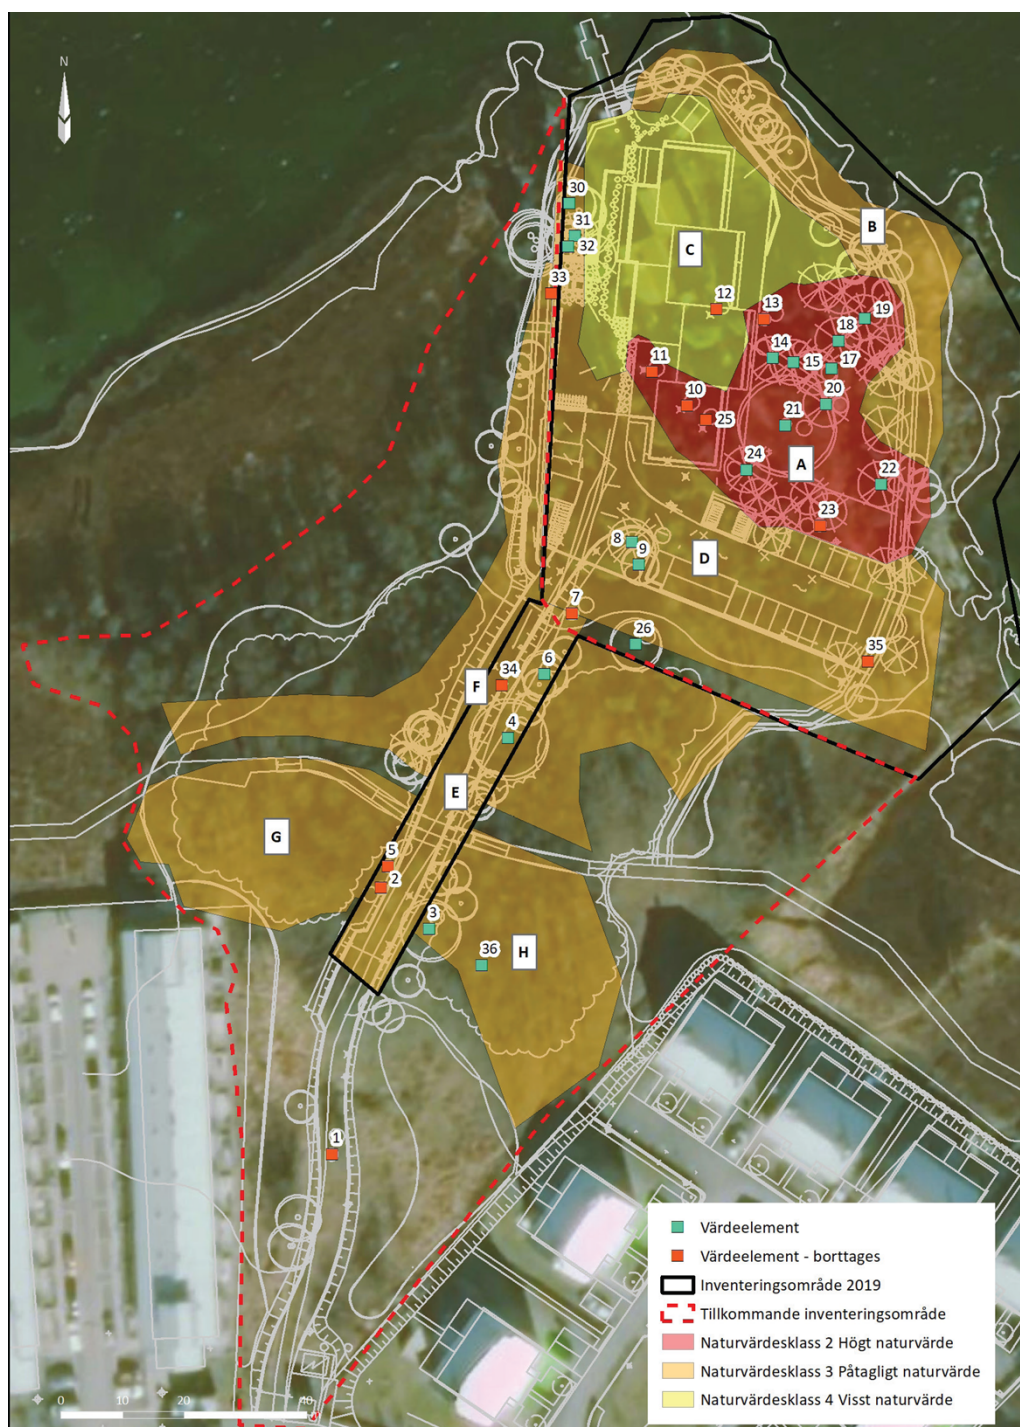 N
30
31
32
33
B
C
12
13
19
18
14
15
17
11
10
25
20
21
A
24
22
23
8
9
D
7
26
35
6
34
F
4
E
G
5
2
3
36
H
1
Värdeelement
Värdeelement - borttages
Inventeringsområde 2019
Tillkommande inventeringsområde
Naturvärdesklass 2 Högt naturvärde
Naturvärdesklass 3 Påtagligt naturvärde
Naturvärdesklass 4 Visst naturvärde
0 20 40